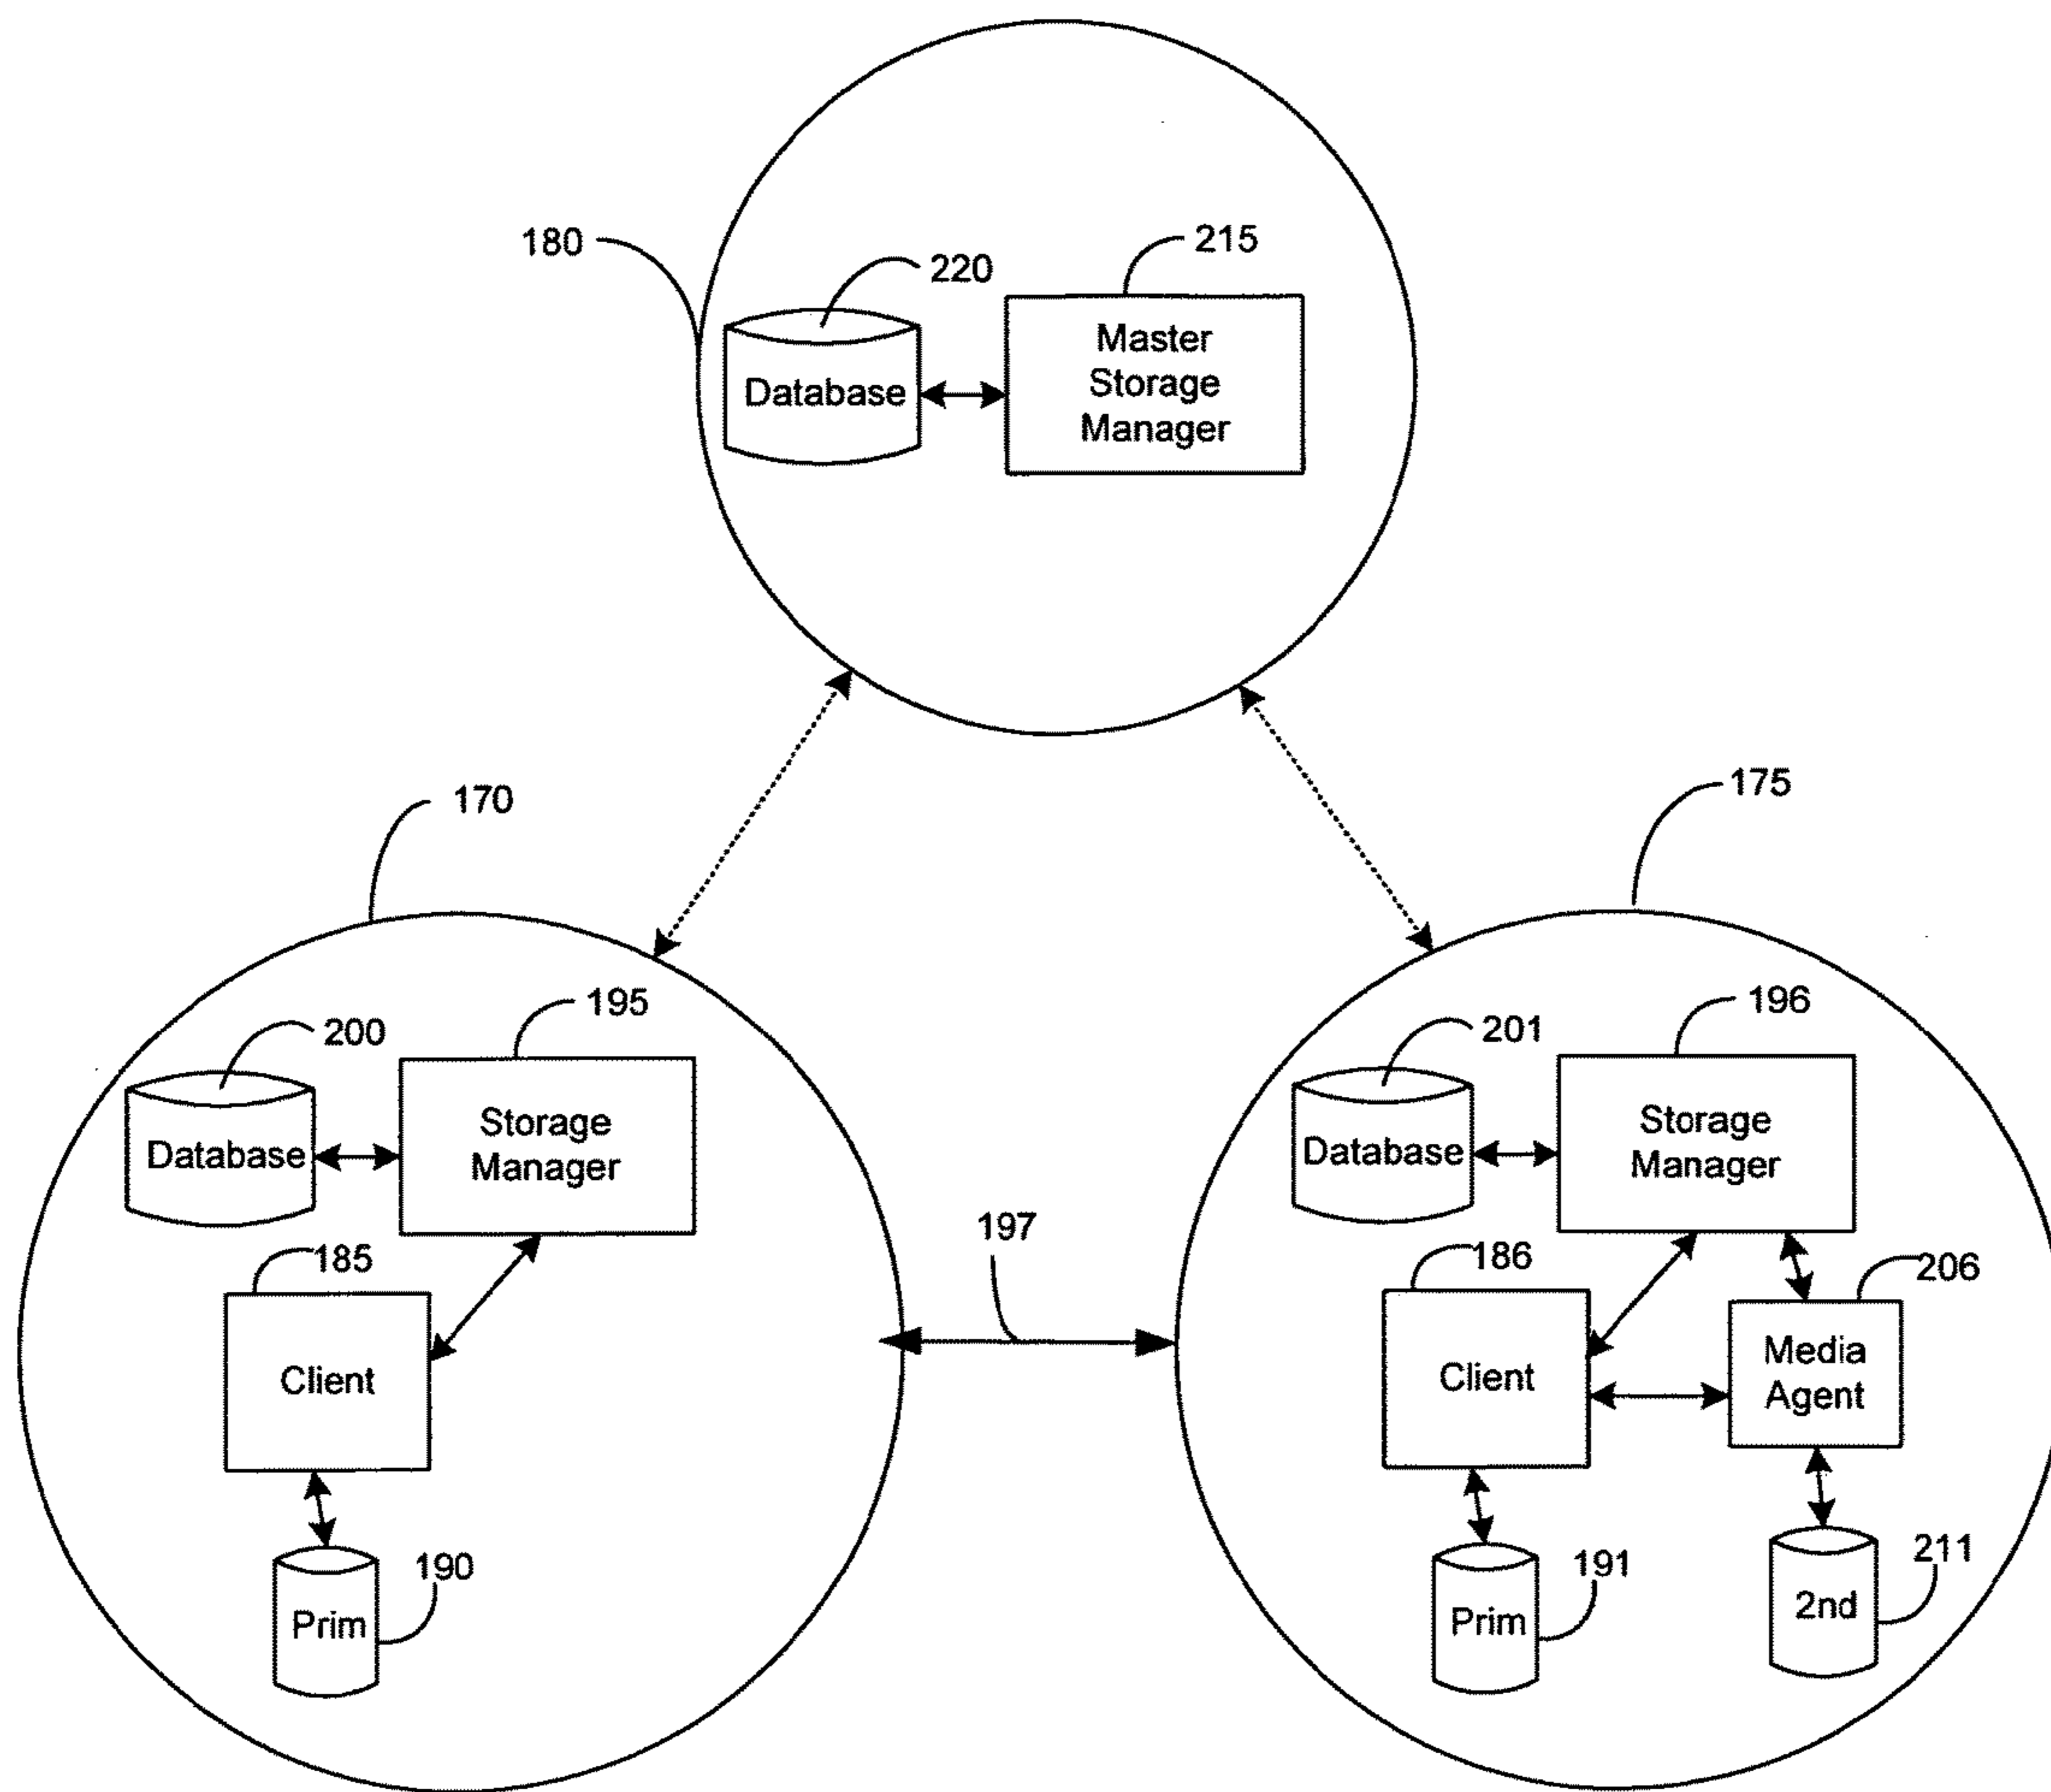 180
215
220
Master
Storage
Manager
Database
170
175
195
200
Storage
Manager
Database
185
Client
190
Prim
197
196
201
Storage
Manager
Database
186
206
Client
Media
Agent
191
211
Prim
2nd